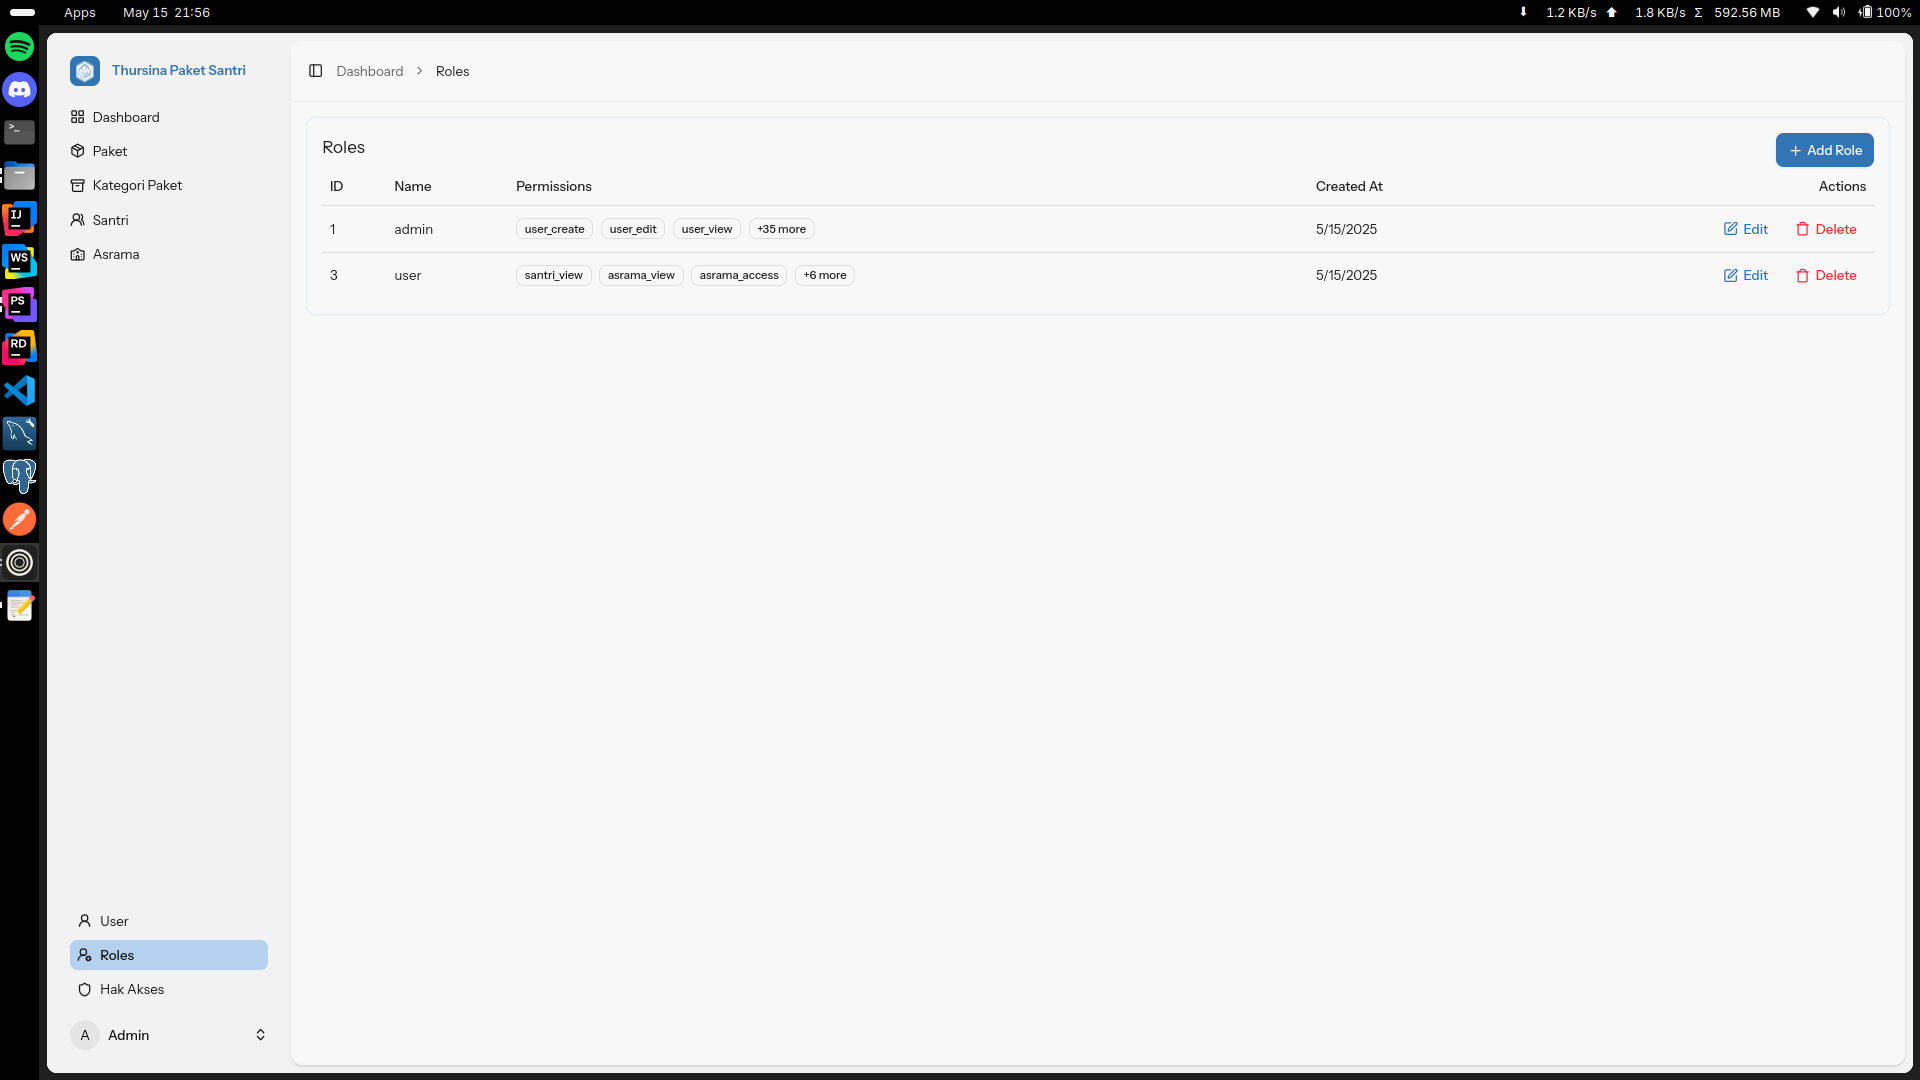 Apps May 15 21:56 1.2 KB/s 1.8 KB/s Σ 592.56 MB 100%
Thursina Paket Santri
Dashboard
Paket
Kategori Paket
Santri
Asrama
User
Roles
Hak Akses
A Admin
Dashboard > Roles
Roles
+ Add Role
ID Name Permissions Created At Actions
1 admin user_create user_edit user_view +35 more 5/15/2025 Edit Delete
3 user santri_view asrama_view asrama_access +6 more 5/15/2025 Edit Delete
>_
IJ
WS
PS
RD